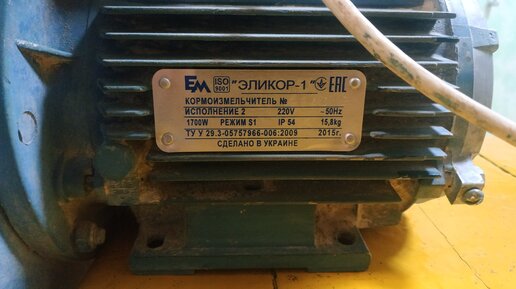 EM ISO 9001 "ЭЛИКОР-1" EAC
КОРМОИЗМЕЛЬЧИТЕЛЬ №
ИСПОЛНЕНИЕ 2 220V ~50Hz
1700W РЕЖИМ S1 IP 54 15,8kg
ТУ У 29.3-05757966-006:2009 2015г.
СДЕЛАНО В УКРАИНЕ